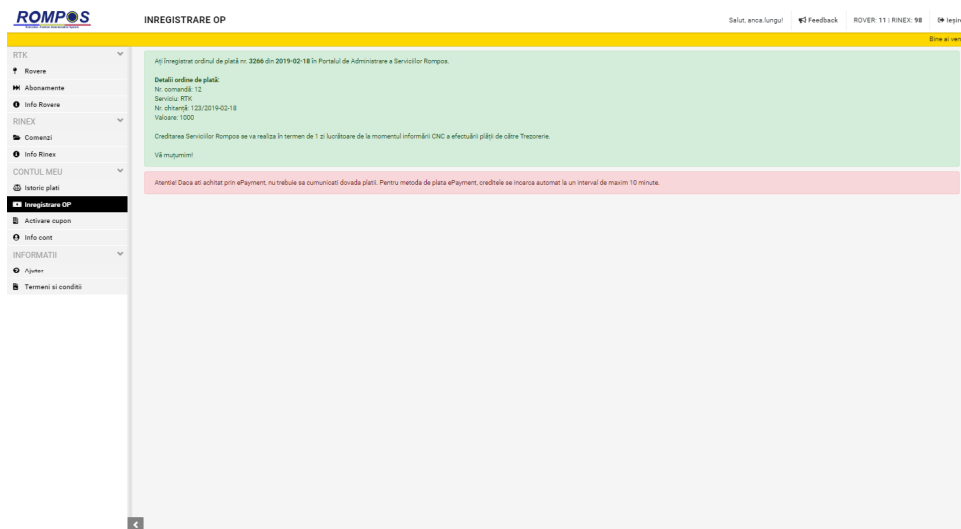 ROMPOS
INREGISTRARE OP
Salut, anca.lungu!
Feedback
ROVER: 11 | RINEX: 98
Ieșire
Bine ai ven
RTK
Rovere
Abonamente
Info Rovere
RINEX
Comenzi
Info Rinex
CONTUL MEU
Istoric plati
Inregistrare OP
Activare cupon
Info cont
INFORMATII
Ajutor
Termeni si conditii
Ați înregistrat ordinul de plată nr. 3266 din 2019-02-18 în Portalul de Administrare a Serviciilor Rompos.
Detalii ordine de plată:
Nr. comandă: 12
Serviciu: RTK
Nr. chitanță: 123/2019-02-18
Valoare: 1000
Creditarea Serviciilor Rompos se va realiza în termen de 1 zi lucrătoare de la momentul informării CNC a efectuării plății de către Trezorerie.
Vă muțumim!
Atentie! Daca ati achitat prin ePayment, nu trebuie sa cumunicati dovada platii. Pentru metoda de plata ePayment, creditele se incarca automat la un interval de maxim 10 minute.